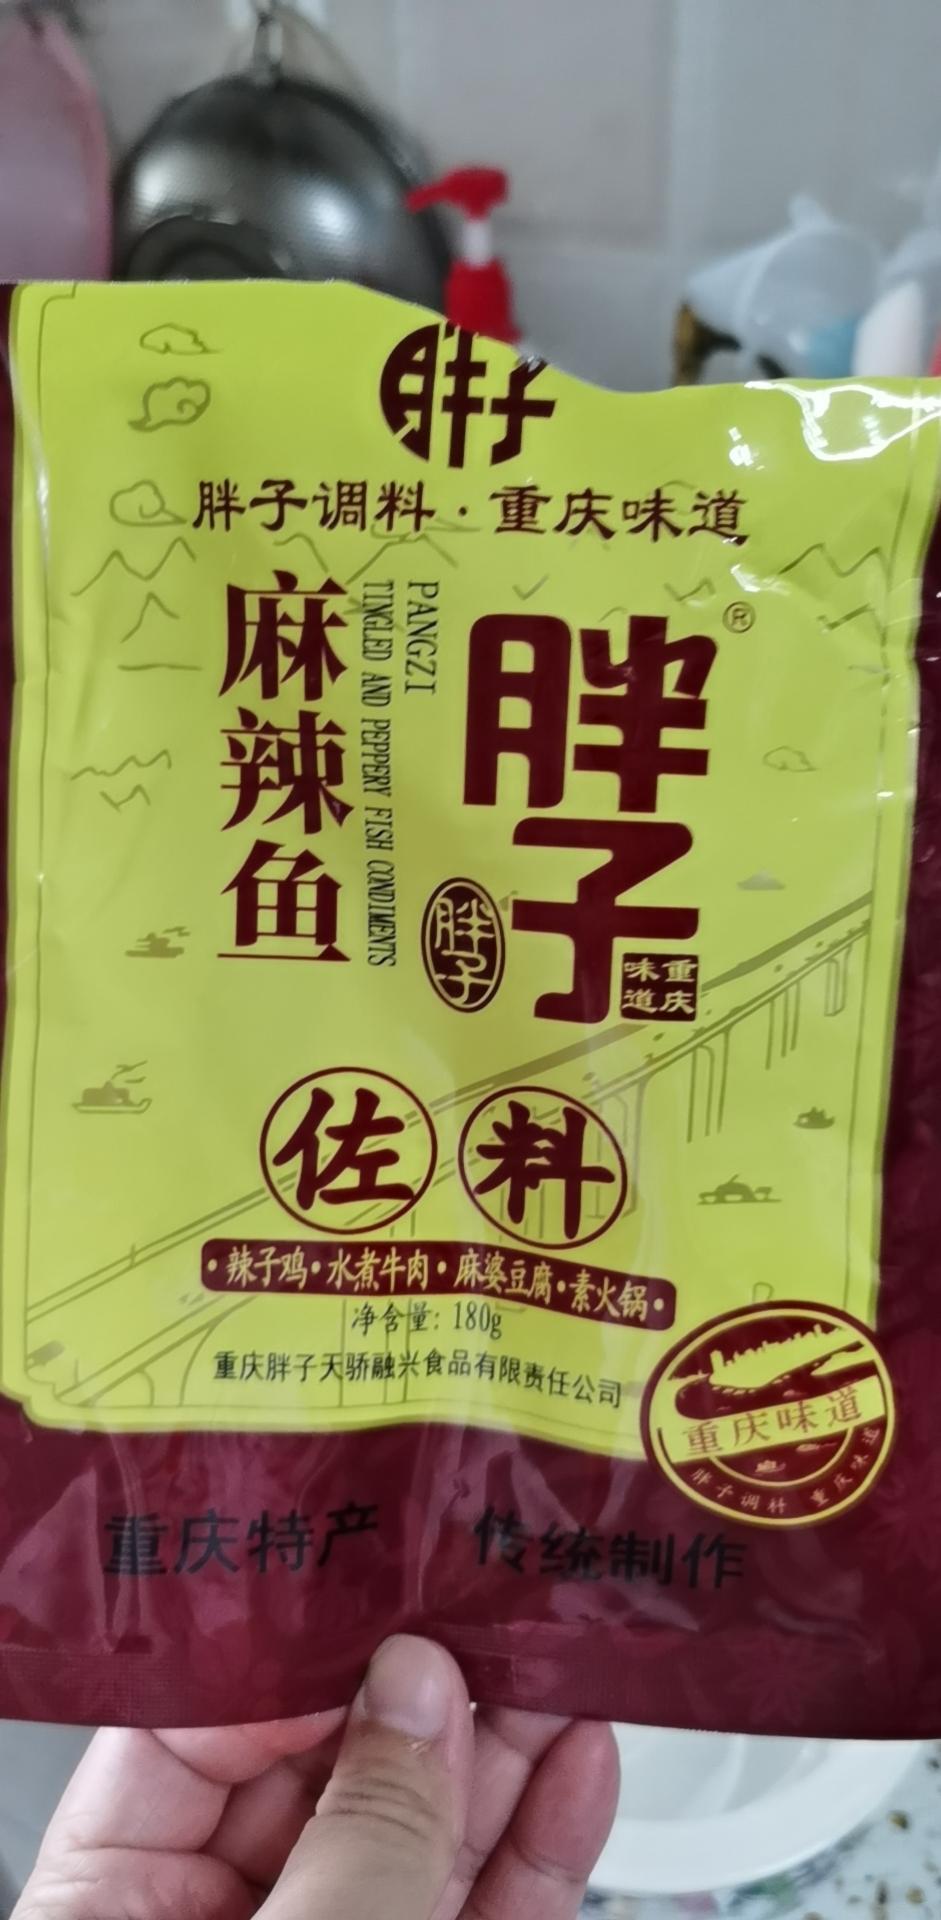 胖子
胖子调料·重庆味道
胖子
®
重庆
味道
胖子
PANGZI
TINGLED AND PEPPERY FISH CONDIMENTS
麻辣鱼
佐料
·辣子鸡·水煮牛肉·麻婆豆腐·素火锅·
净含量：180g
重庆胖子天骄融兴食品有限责任公司
重庆味道
胖子调料 重庆味道
重庆特产 传统制作